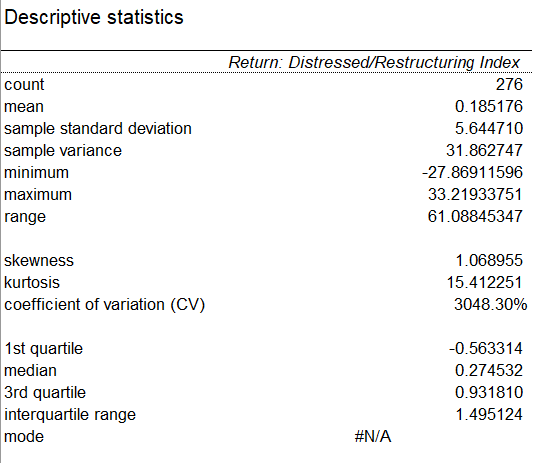 Descriptive statistics
Return: Distressed/Restructuring Index
count 276
mean 0.185176
sample standard deviation 5.644710
sample variance 31.862747
minimum -27.86911596
maximum 33.21933751
range 61.08845347
skewness 1.068955
kurtosis 15.412251
coefficient of variation (CV) 3048.30%
1st quartile -0.563314
median 0.274532
3rd quartile 0.931810
interquartile range 1.495124
mode #N/A